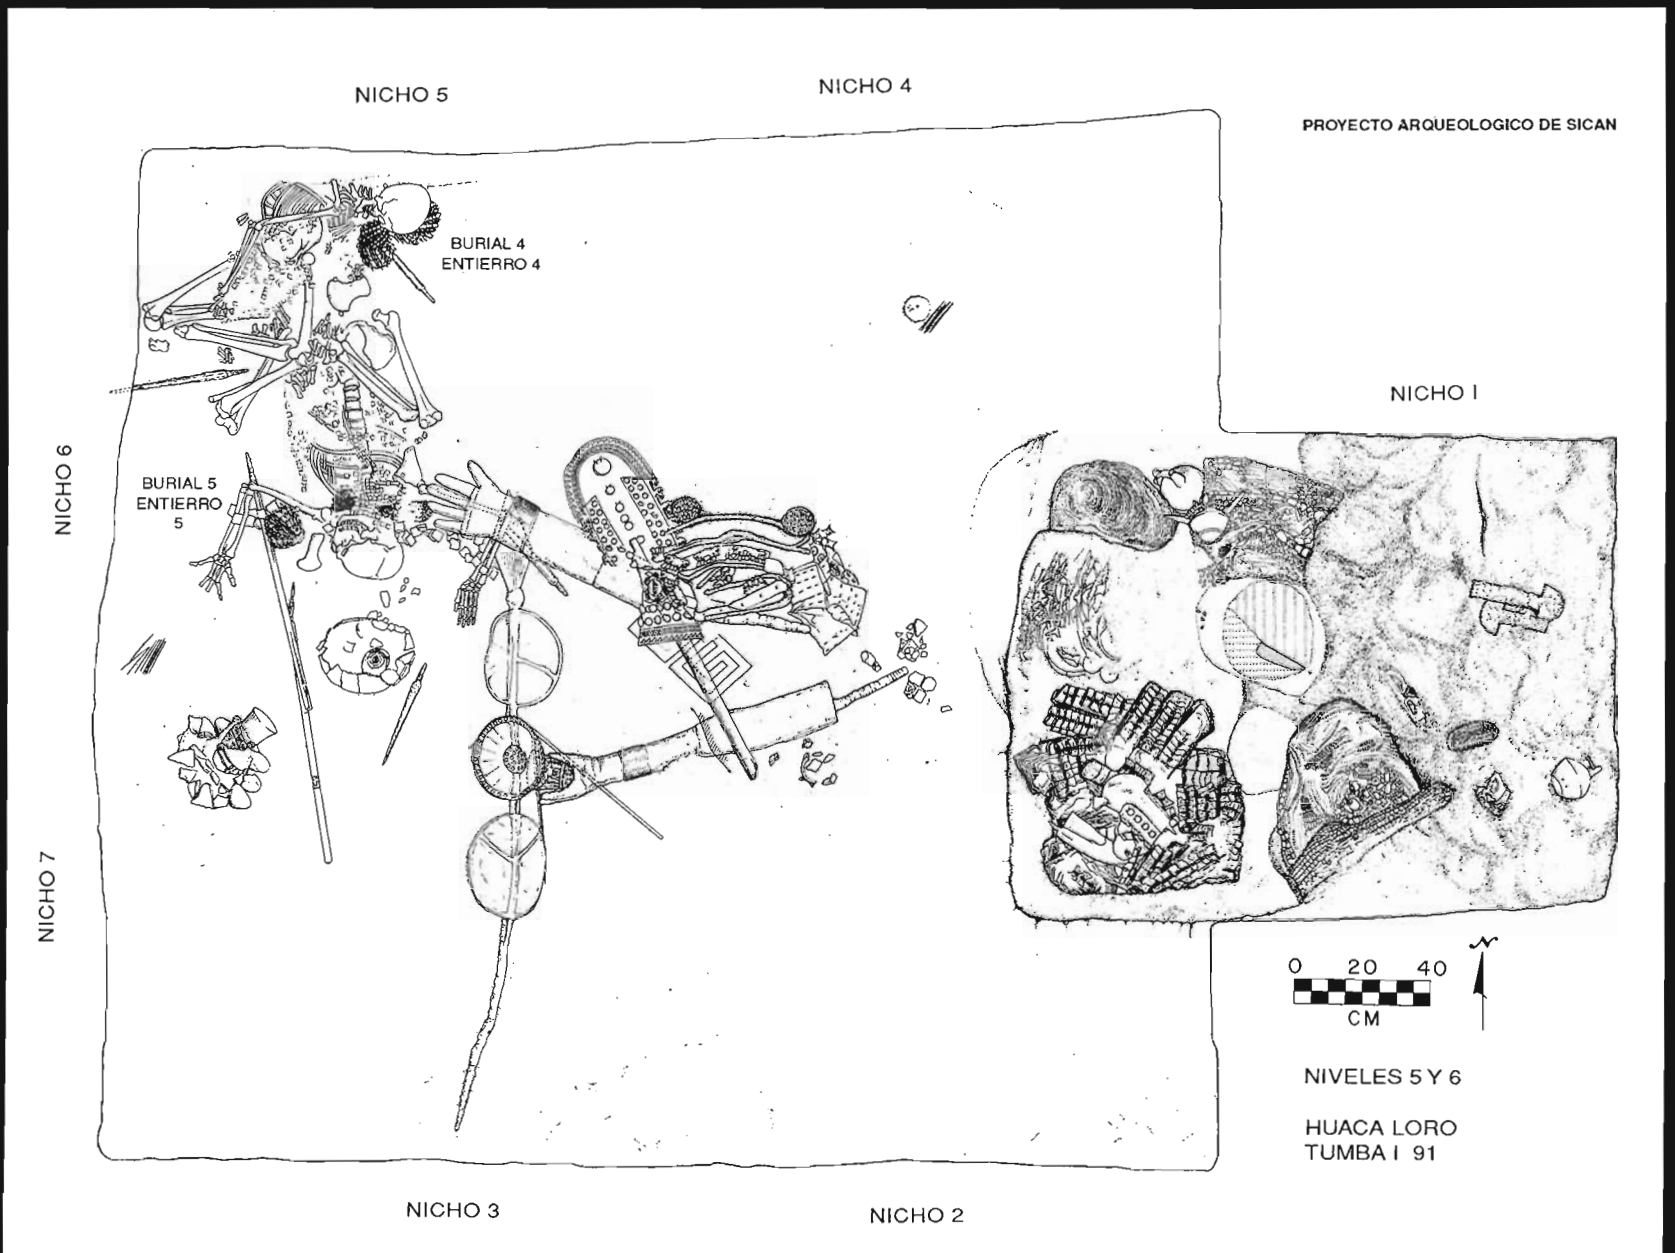 NICHO 5
NICHO 4
PROYECTO ARQUEOLOGICO DE SICAN
BURIAL 4
ENTIERRO 4
NICHO 1
NICHO 6
BURIAL 5
ENTIERRO
5
NICHO 7
N
0 20 40
CM
NIVELES 5 Y 6
HUACA LORO
TUMBA I 91
NICHO 3
NICHO 2